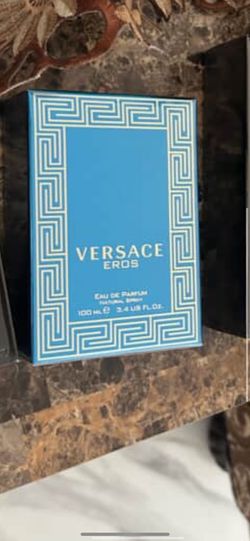 VERSACE
EROS
EAU DE PARFUM
NATURAL SPRAY
100 ML ℮ 3.4 US FL.OZ.